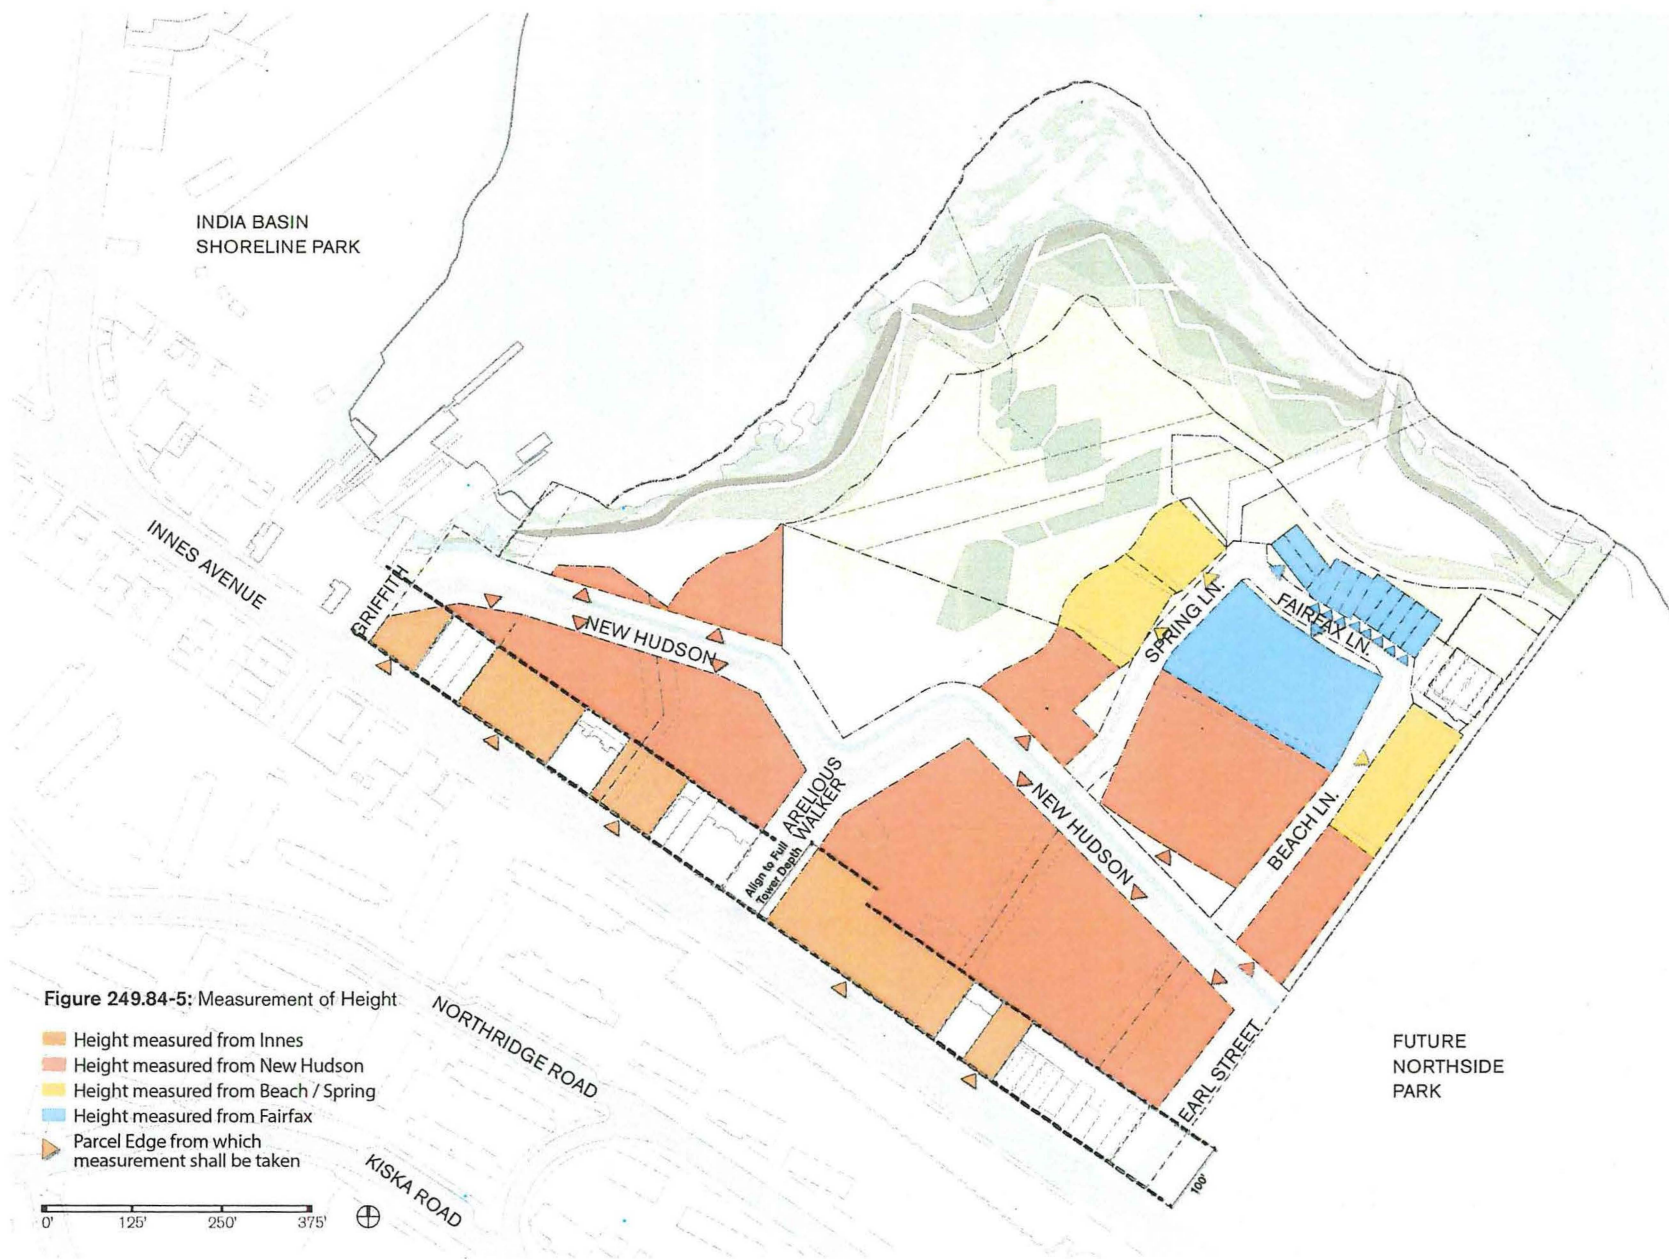 INDIA BASIN
SHORELINE PARK
INNES AVENUE
GRIFFITH
NEW HUDSON
SPRING LN.
FAIRFAX LN.
ARELIOUS
WALKER
Align to Full
Tower Depth
NEW HUDSON
BEACH LN.
EARL STREET
100'
FUTURE
NORTHSIDE
PARK
NORTHRIDGE ROAD
KISKA ROAD
Figure 249.84-5: Measurement of Height
Height measured from Innes
Height measured from New Hudson
Height measured from Beach / Spring
Height measured from Fairfax
Parcel Edge from which
measurement shall be taken
0' 125' 250' 375'